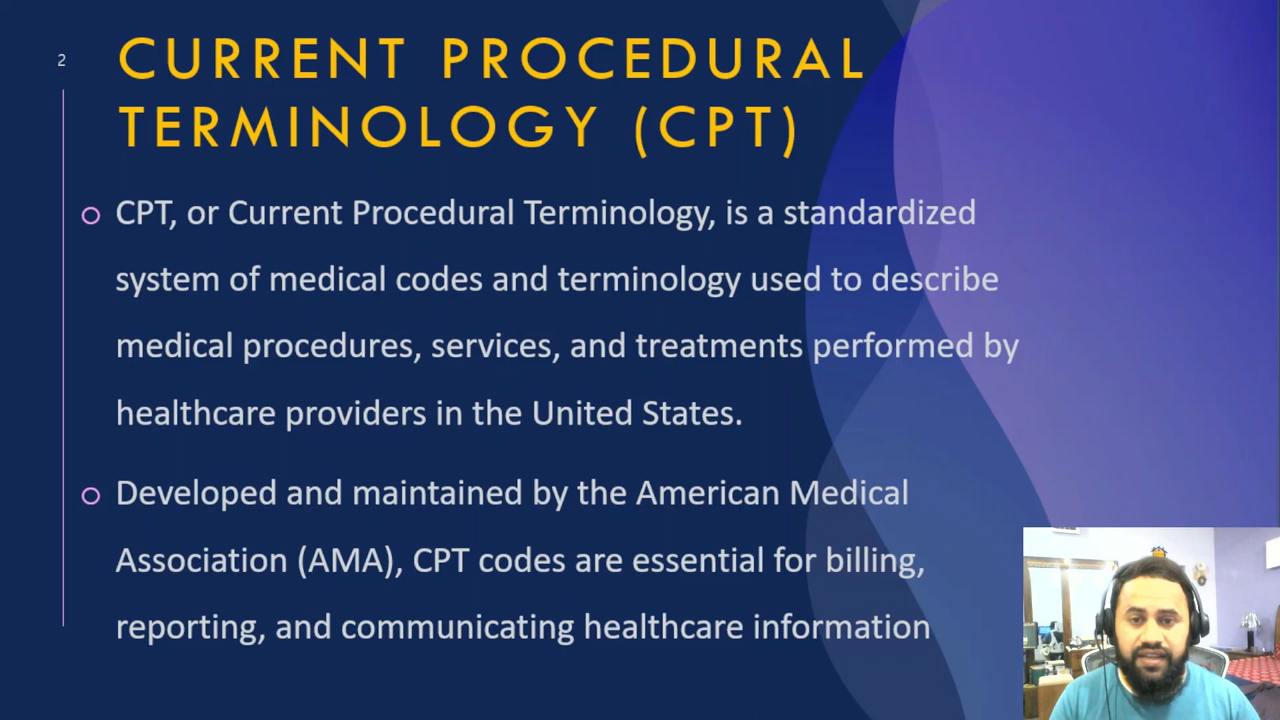 2
CURRENT PROCEDURAL
TERMINOLOGY (CPT)
CPT, or Current Procedural Terminology, is a standardized
system of medical codes and terminology used to describe
medical procedures, services, and treatments performed by
healthcare providers in the United States.
Developed and maintained by the American Medical
Association (AMA), CPT codes are essential for billing,
reporting, and communicating healthcare information